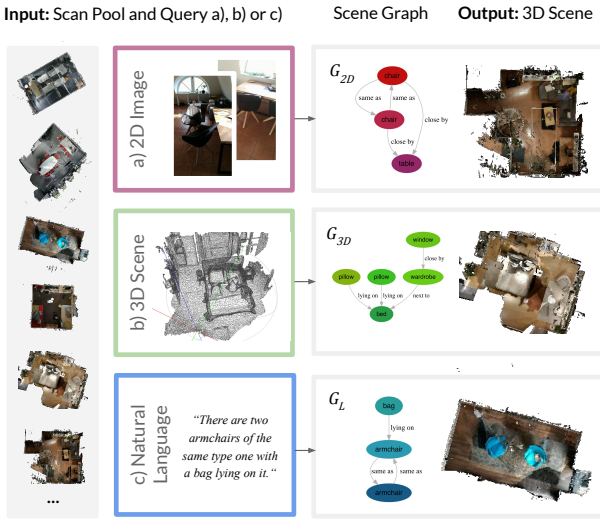 Input: Scan Pool and Query a), b) or c)
Scene Graph
Output: 3D Scene
a) 2D Image
G2D
chair
same as
same as
chair
close by
close by
table
b) 3D Scene
G3D
window
close by
pillow
pillow
wardrobe
lying on
lying on
next to
bed
c) Natural
Language
“There are two
armchairs of the
same type one with
a bag lying on it.“
GL
bag
lying on
armchair
same as
same as
armchair
...